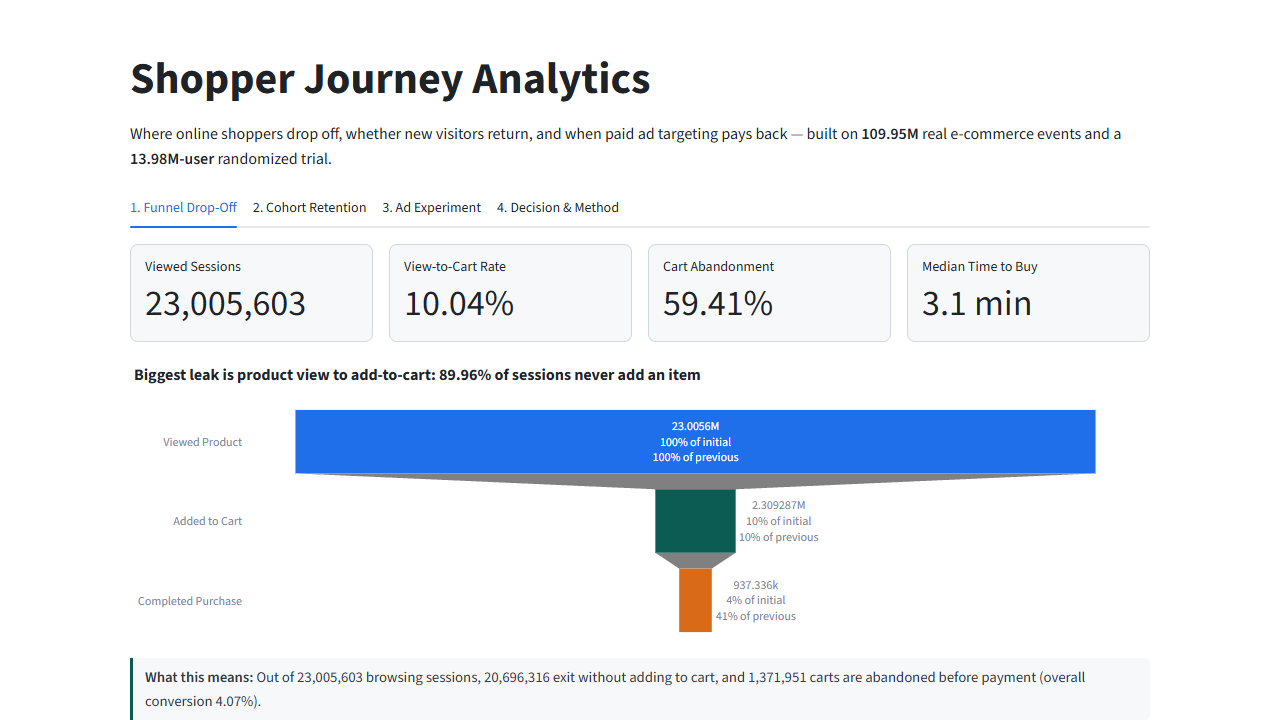 Shopper Journey Analytics
Where online shoppers drop off, whether new visitors return, and when paid ad targeting pays back — built on 109.95M real e-commerce events and a
13.98M-user randomized trial.
1. Funnel Drop-Off 2. Cohort Retention 3. Ad Experiment 4. Decision & Method
Viewed Sessions
23,005,603
View-to-Cart Rate
10.04%
Cart Abandonment
59.41%
Median Time to Buy
3.1 min
Biggest leak is product view to add-to-cart: 89.96% of sessions never add an item
Viewed Product
23.0056M
100% of initial
100% of previous
Added to Cart
2.309287M
10% of initial
10% of previous
Completed Purchase
937.336k
4% of initial
41% of previous
What this means: Out of 23,005,603 browsing sessions, 20,696,316 exit without adding to cart, and 1,371,951 carts are abandoned before payment (overall
conversion 4.07%).